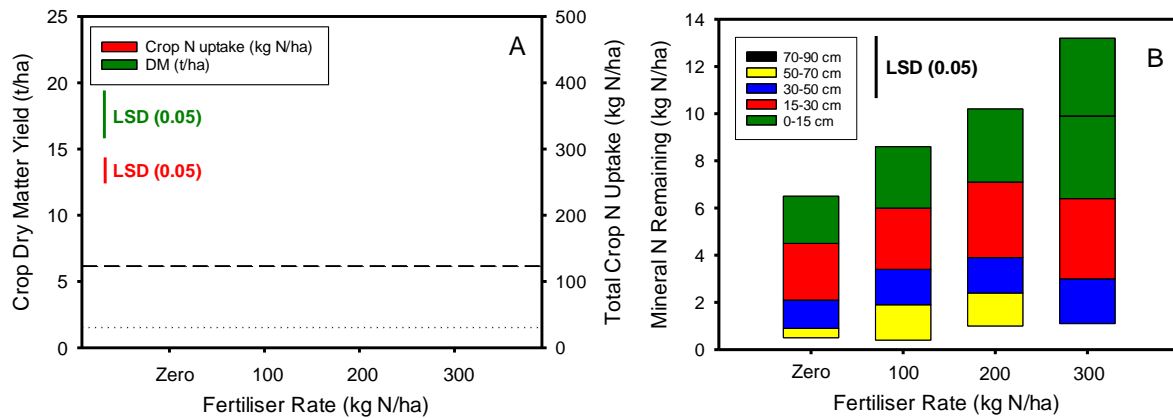 A
Crop N uptake (kg N/ha)
DM (t/ha)
LSD (0.05)
LSD (0.05)
Crop Dry Matter Yield (t/ha)
25
20
15
10
5
0
Total Crop N Uptake (kg N/ha)
500
400
300
200
100
0
Zero 100 200 300
Fertiliser Rate (kg N/ha)
B
70-90 cm
50-70 cm
30-50 cm
15-30 cm
0-15 cm
LSD (0.05)
Mineral N Remaining (kg N/ha)
14
12
10
8
6
4
2
0
Zero 100 200 300
Fertiliser Rate (kg N/ha)